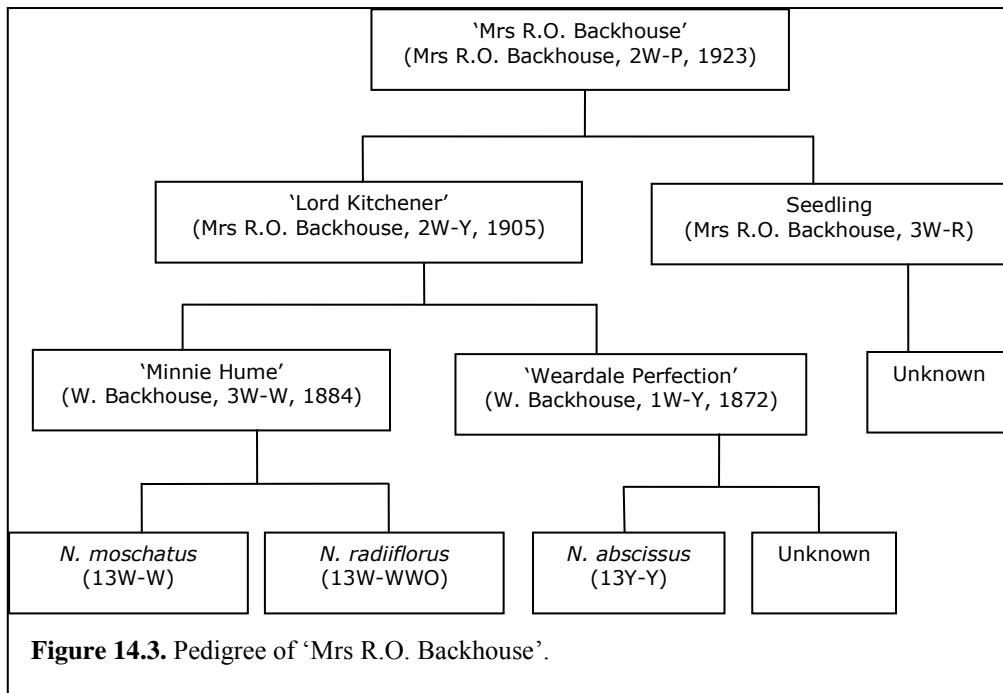 ‘Mrs R.O. Backhouse’
(Mrs R.O. Backhouse, 2W-P, 1923)
‘Lord Kitchener’
(Mrs R.O. Backhouse, 2W-Y, 1905)
Seedling
(Mrs R.O. Backhouse, 3W-R)
‘Minnie Hume’
(W. Backhouse, 3W-W, 1884)
‘Weardale Perfection’
(W. Backhouse, 1W-Y, 1872)
Unknown
N. moschatus
(13W-W)
N. radiiflorus
(13W-WWO)
N. abscissus
(13Y-Y)
Unknown
Figure 14.3. Pedigree of ‘Mrs R.O. Backhouse’.